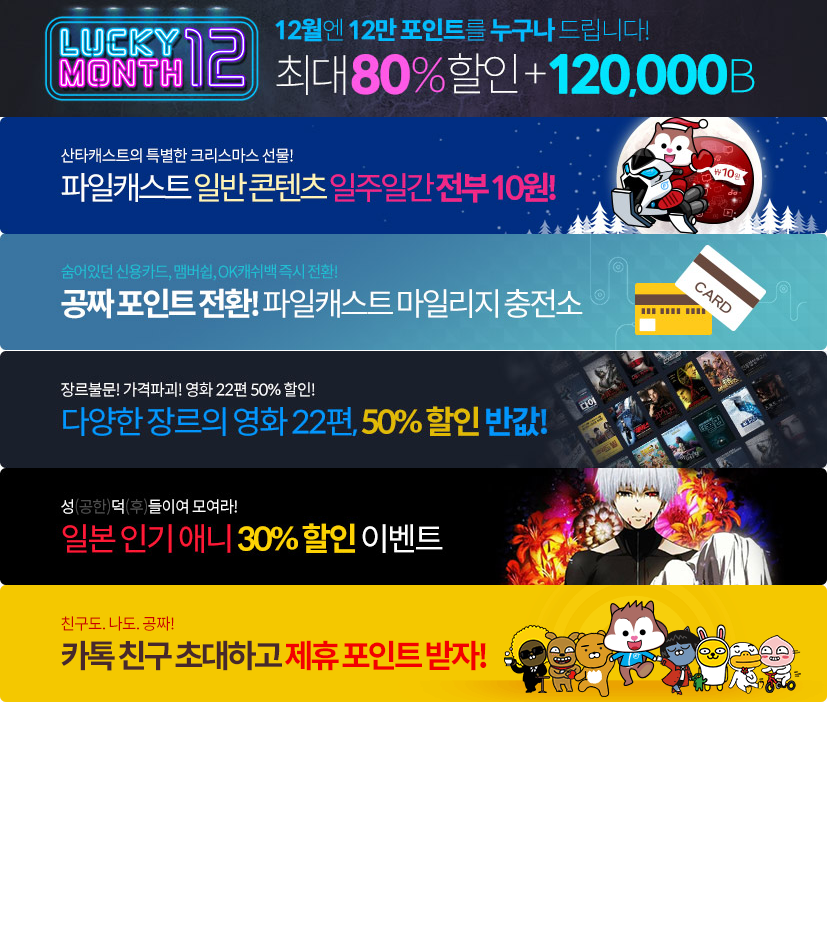 LUCKY
MONTH 12
12월엔 12만 포인트를 누구나 드립니다!
최대 80% 할인 + 120,000B
산타캐스트의 특별한 크리스마스 선물!
파일캐스트 일반 콘텐츠 일주일간 전부 10원!
₩10원
숨어있던 신용카드, 멤버쉽, OK캐쉬백 즉시 전환!
공짜 포인트 전환! 파일캐스트 마일리지 충전소
CARD
장르불문! 가격파괴! 영화 22편 50% 할인!
다양한 장르의 영화 22편, 50% 할인 반값!
성(공한)덕(후)들이여 모여라!
일본 인기 애니 30% 할인 이벤트
친구도. 나도. 공짜!
카톡 친구 초대하고 제휴 포인트 받자!